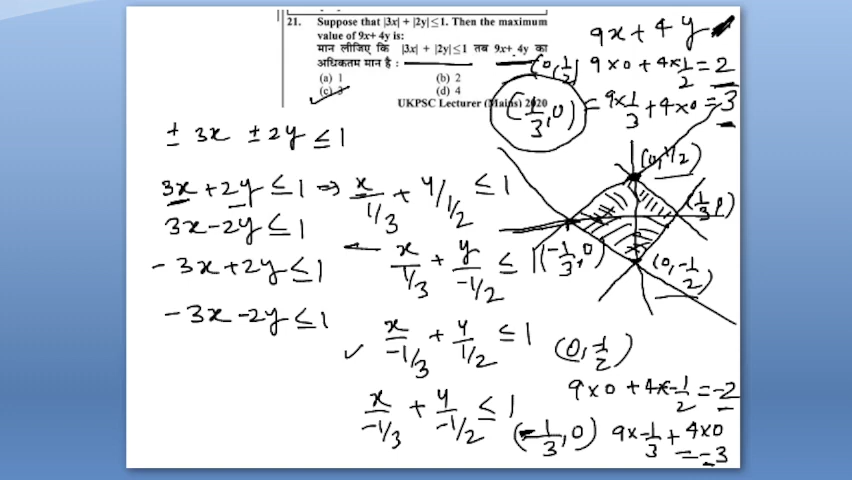 21. Suppose that |3x| + |2y| ≤ 1. Then the maximum
value of 9x+ 4y is:
मान लीजिए कि |3x| + |2y| ≤1 तब 9x+ 4y का
अधिकतम मान है :
(a) 1 (b) 2
(c) 3 (d) 4
UKPSC Lecturer (Mains) 2020
9x + 4y
(0, 1/2) 9×0 + 4×1/2 = 2
(1/3, 0) = 9×1/3 + 4×0 = 3
± 3x ± 2y ≤ 1
3x + 2y ≤ 1 ⇒ x/1/3 + y/1/2 ≤ 1
3x - 2y ≤ 1
x/1/3 + y/-1/2 ≤ 1
- 3x + 2y ≤ 1
x/-1/3 + y/1/2 ≤ 1
- 3x - 2y ≤ 1
x/-1/3 + y/-1/2 ≤ 1
(0, 1/2)
(1/3, 0)
(-1/3, 0)
(0, -1/2)
(0, -1/2)
9×0 + 4×-1/2 = -2
(-1/3, 0) 9×-1/3 + 4×0
= -3